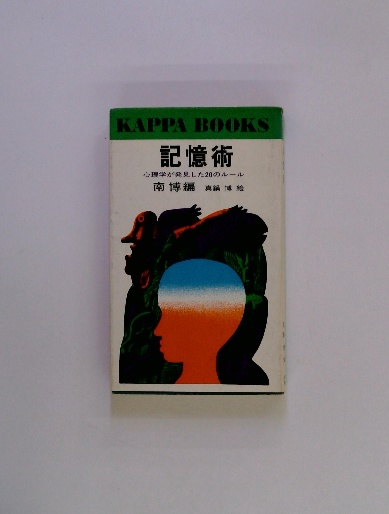 KAPPA BOOKS
記憶術
心理学が発見した20のルール
南 博編 真鍋 博 絵